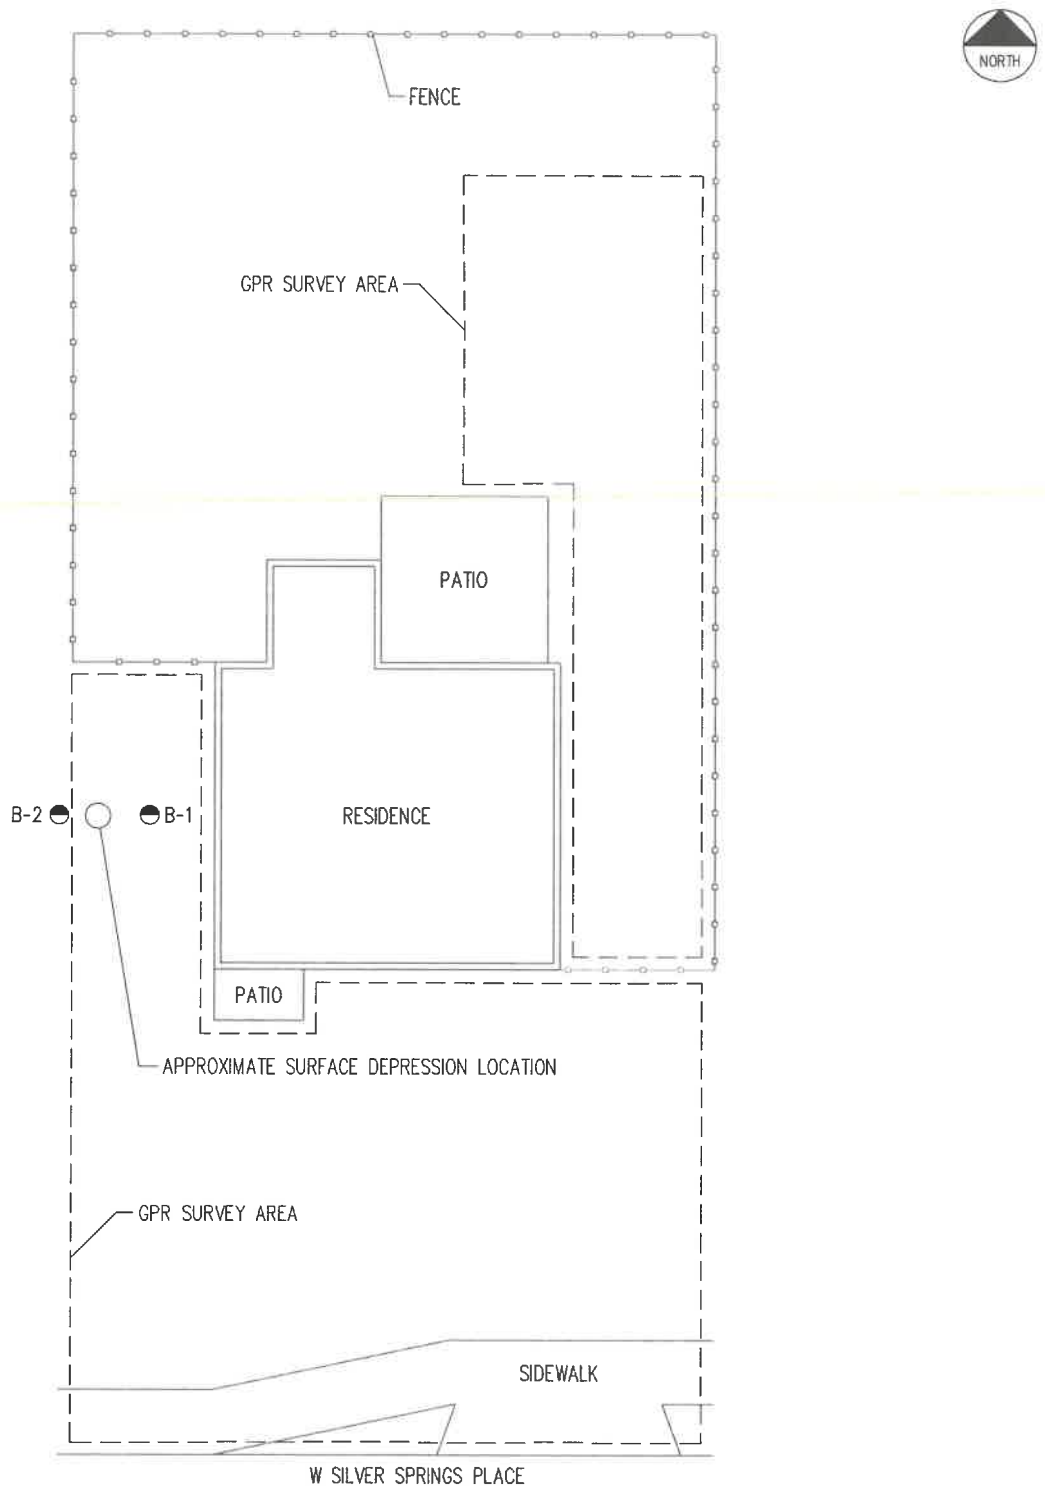 NORTH
FENCE
GPR SURVEY AREA
PATIO
B-2
B-1
RESIDENCE
PATIO
APPROXIMATE SURFACE DEPRESSION LOCATION
GPR SURVEY AREA
SIDEWALK
W SILVER SPRINGS PLACE